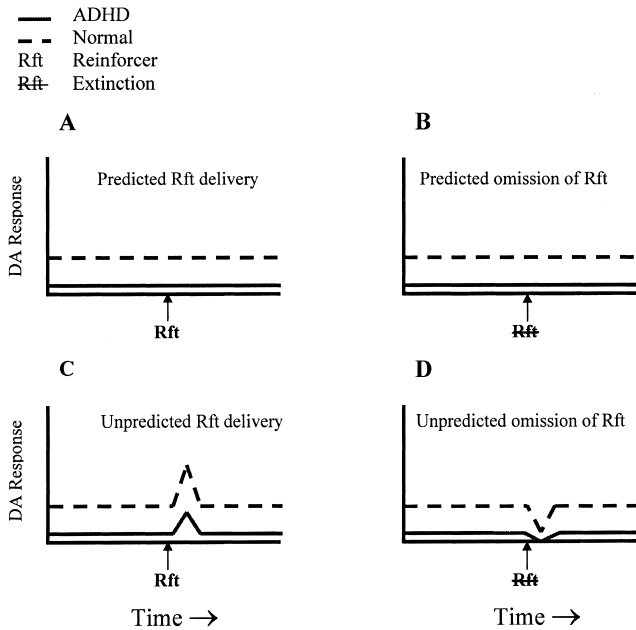 ADHD
Normal
Rft Reinforcer
Rft Extinction
A
B
Predicted Rft delivery
Predicted omission of Rft
DA Response
Rft
Rft
C
D
Unpredicted Rft delivery
Unpredicted omission of Rft
DA Response
Rft
Rft
Time →
Time →